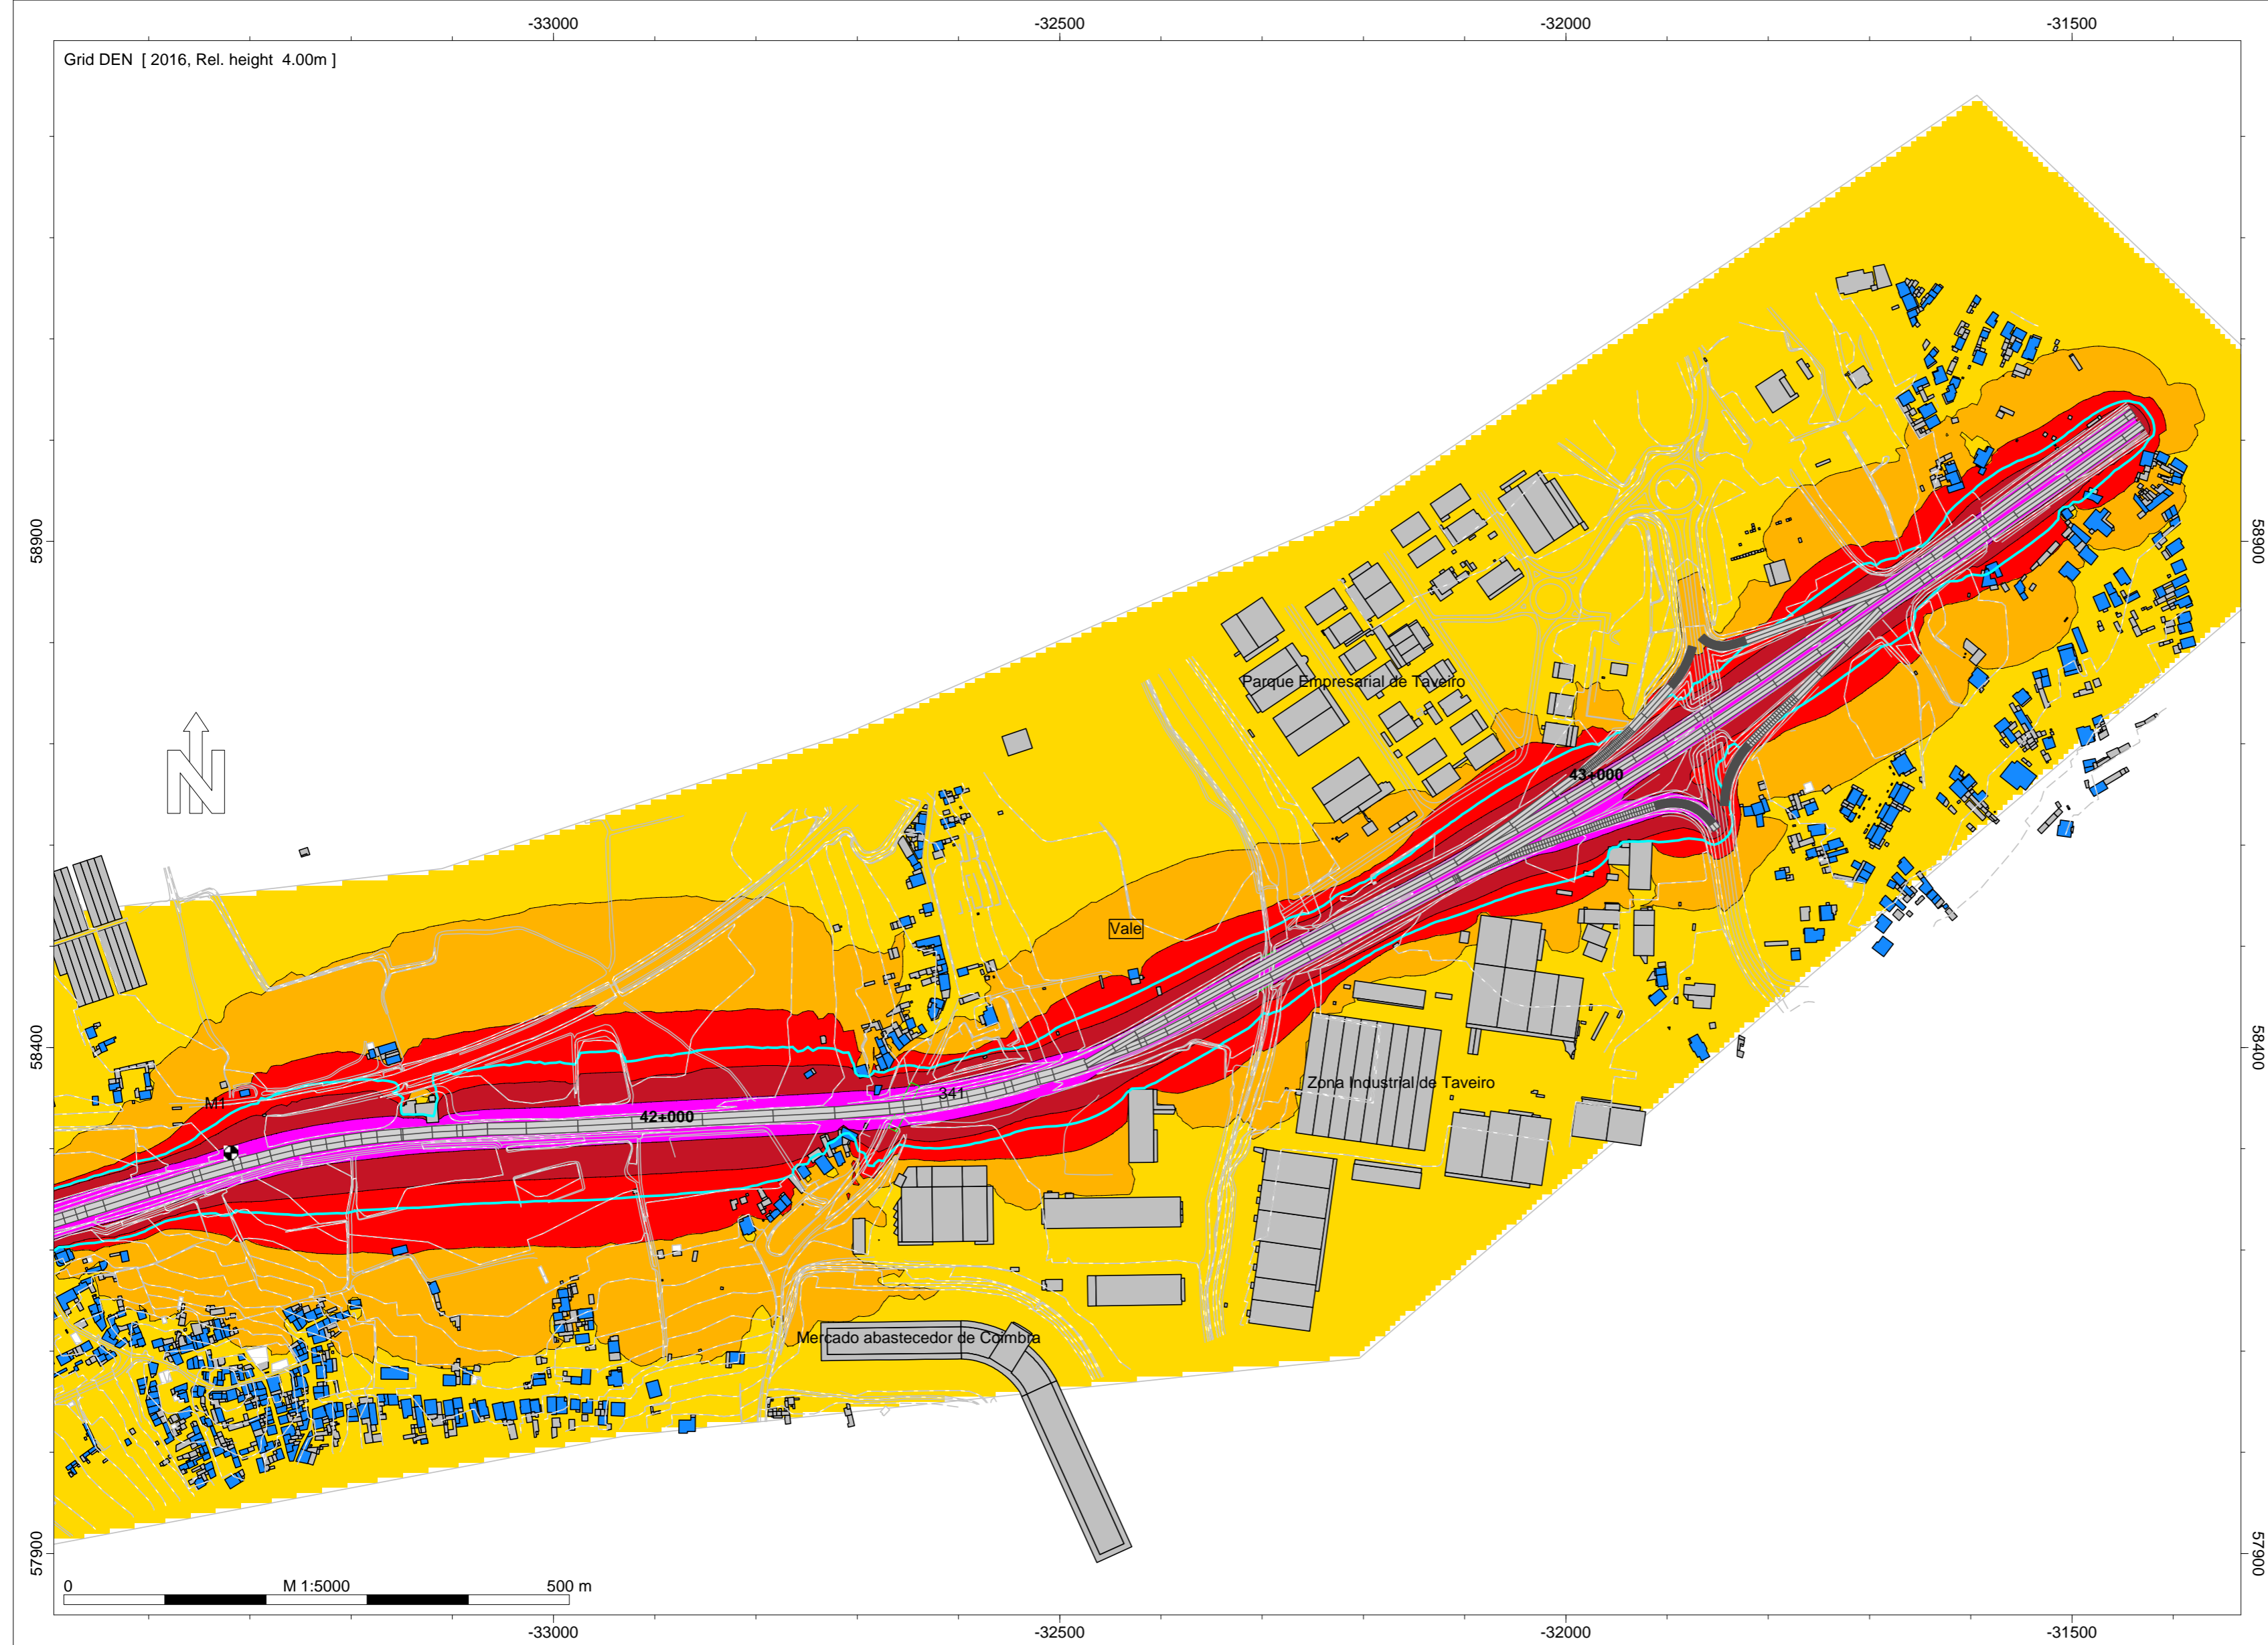 -33000 -32500 -32000 -31500
Grid DEN [ 2016, Rel. height 4.00m ]
58900 58900
Parque Empresarial de Taveiro
N
43+000
Vale
58400 58400
Zona Industrial de Taveiro
341
M1
42+000
Mercado abastecedor de Coimbra
57900 57900
0 M 1:5000 500 m
-33000 -32500 -32000 -31500